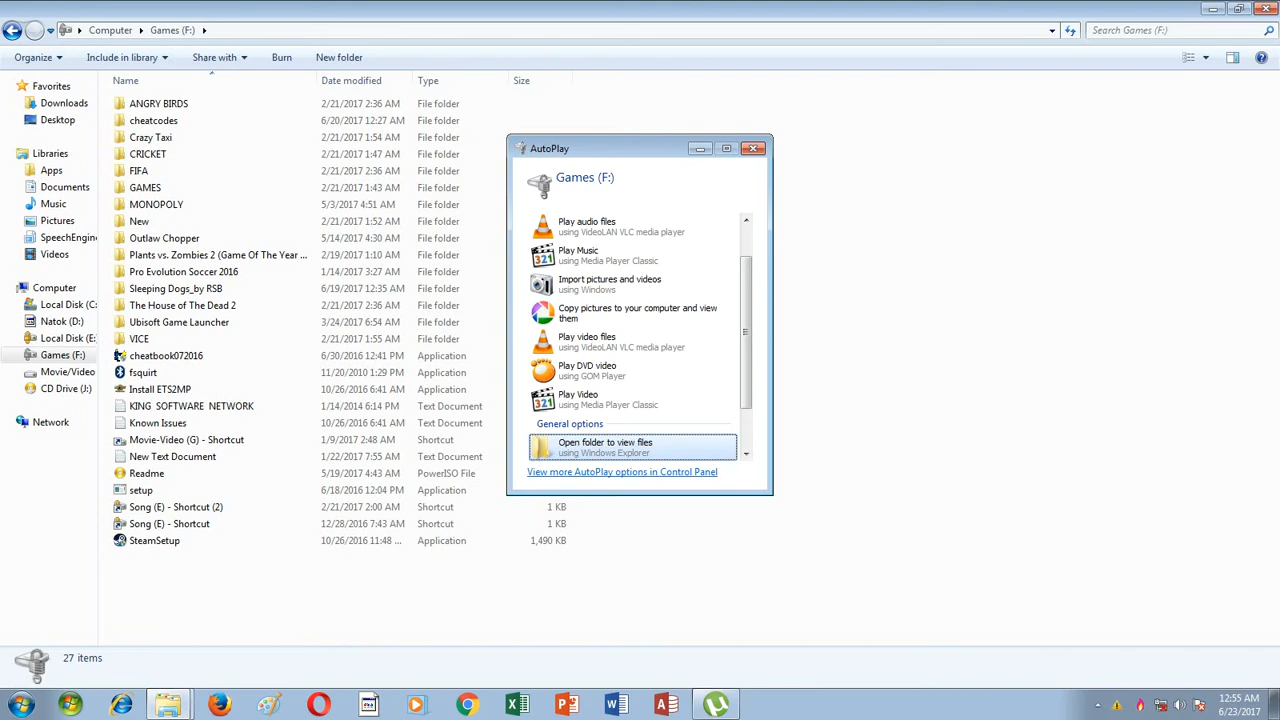 Computer Games (F:)
Search Games (F:)
Organize Include in library Share with Burn New folder
Name Date modified Type Size
Favorites
Downloads
Desktop
Libraries
Apps
Documents
Music
Pictures
SpeechEngin
Videos
Computer
Local Disk (C:
Natok (D:)
Local Disk (E:
Games (F:)
Movie/Video
CD Drive (J:)
Network
ANGRY BIRDS 2/21/2017 2:36 AM File folder
cheatcodes 6/20/2017 12:27 AM File folder
Crazy Taxi 2/21/2017 1:54 AM File folder
CRICKET 2/21/2017 1:47 AM File folder
FIFA 2/21/2017 2:36 AM File folder
GAMES 2/21/2017 1:43 AM File folder
MONOPOLY 5/3/2017 4:51 AM File folder
New 2/21/2017 1:52 AM File folder
Outlaw Chopper 5/14/2017 4:30 AM File folder
Plants vs. Zombies 2 (Game Of The Year ... 2/19/2017 1:10 AM File folder
Pro Evolution Soccer 2016 1/14/2017 3:27 AM File folder
Sleeping Dogs_by RSB 6/19/2017 12:35 AM File folder
The House of The Dead 2 2/21/2017 2:36 AM File folder
Ubisoft Game Launcher 3/24/2017 6:54 AM File folder
VICE 2/21/2017 1:55 AM File folder
cheatbook072016 6/30/2016 12:41 PM Application
fsquirt 11/20/2010 1:29 PM Application
Install ETS2MP 10/26/2016 6:41 AM Application
KING SOFTWARE NETWORK 1/14/2014 6:14 PM Text Document
Known Issues 10/26/2016 6:41 AM Text Document
Movie-Video (G) - Shortcut 1/9/2017 2:48 AM Shortcut
New Text Document 1/22/2017 7:55 AM Text Document
Readme 5/19/2017 4:43 AM PowerISO File
setup 6/18/2016 12:04 PM Application
Song (E) - Shortcut (2) 2/21/2017 2:00 AM Shortcut 1 KB
Song (E) - Shortcut 12/28/2016 7:43 AM Shortcut 1 KB
SteamSetup 10/26/2016 11:48 ... Application 1,490 KB
AutoPlay
Games (F:)
Play audio files
using VideoLAN VLC media player
Play Music
using Media Player Classic
Import pictures and videos
using Windows
Copy pictures to your computer and view
them
Play video files
using VideoLAN VLC media player
Play DVD video
using GOM Player
Play Video
using Media Player Classic
General options
Open folder to view files
using Windows Explorer
View more AutoPlay options in Control Panel
27 items
12:55 AM
6/23/2017